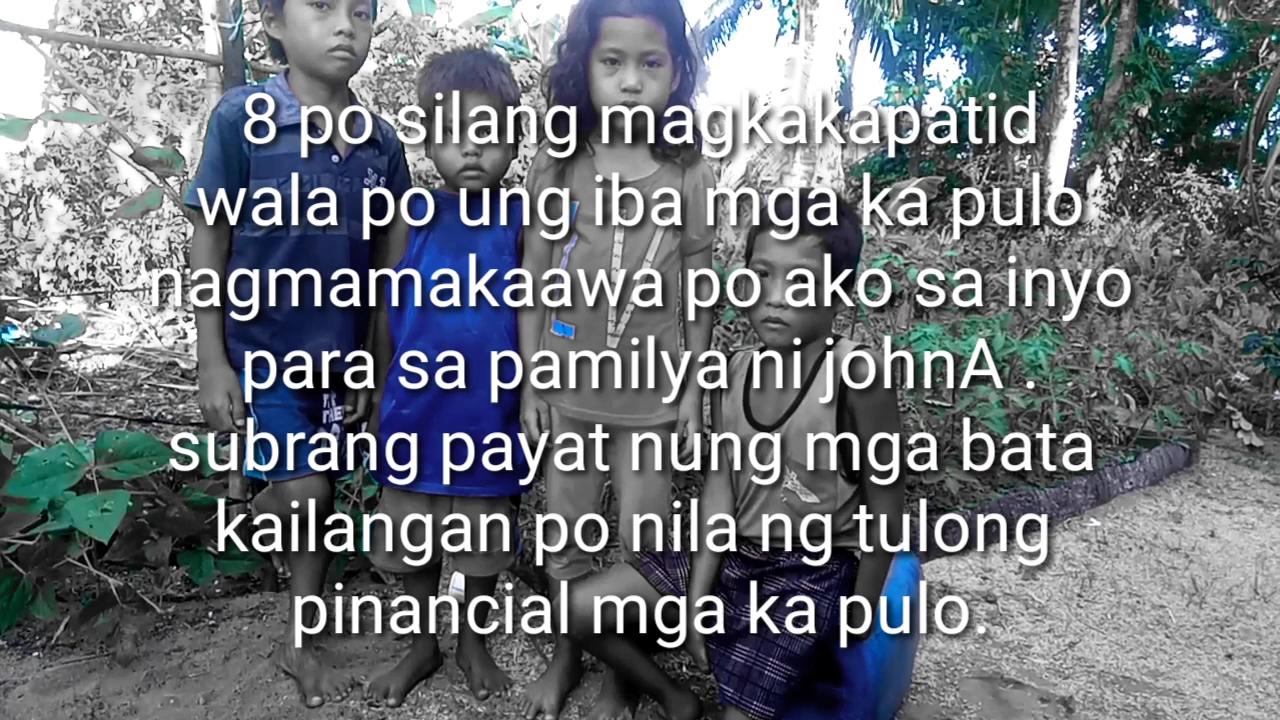 8 po silang magkakapatid
wala po ung iba mga ka pulo
nagmamakaawa po ako sa inyo
para sa pamilya ni johnA .
subrang payat nung mga bata
kailangan po nila ng tulong
pinancial mga ka pulo.